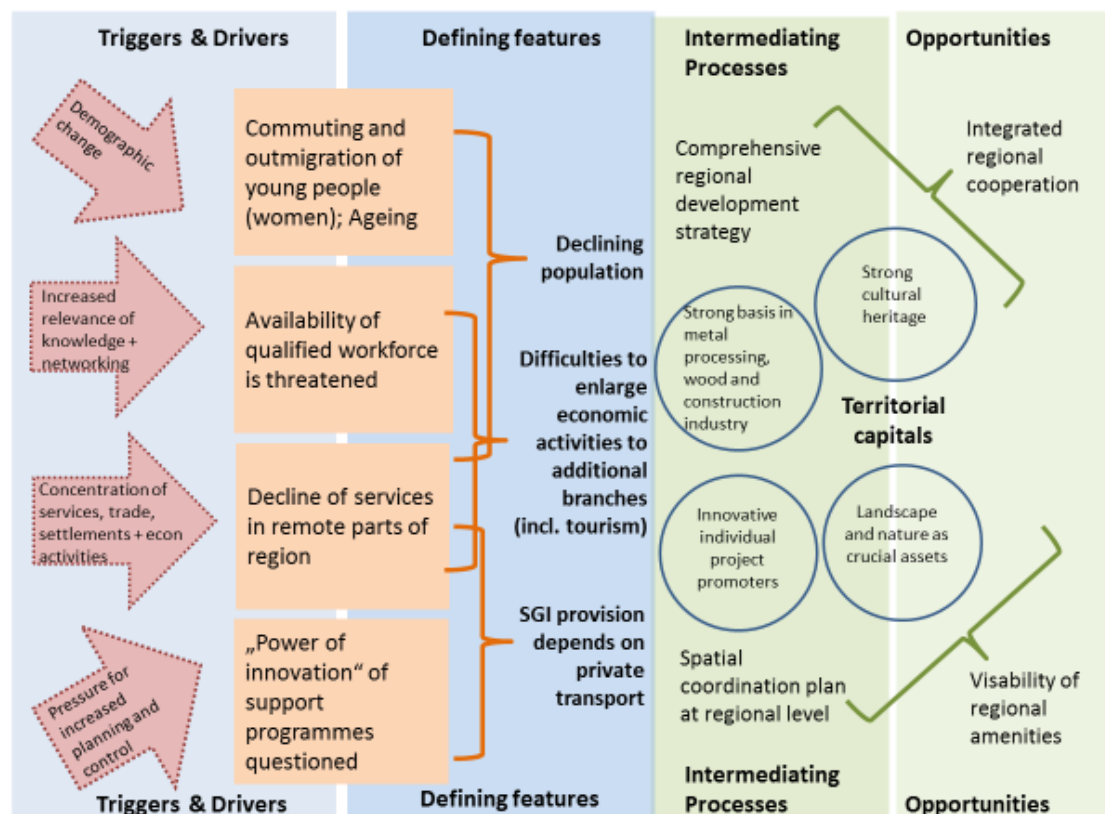 Triggers & Drivers
Defining features
Intermediating
Processes
Opportunities
Demographic
change
Commuting and
outmigration of
young people
(women); Ageing
Declining
population
Comprehensive
regional
development
strategy
Integrated
regional
cooperation
Increased
relevance of
knowledge +
networking
Availability of
qualified workforce
is threatened
Difficulties to
enlarge
economic
activities to
additional
branches
(incl. tourism)
Strong basis in
metal
processing,
wood and
construction
industry
Strong
cultural
heritage
Territorial
capitals
Concentration of
services, trade,
settlements + econ
activities
Decline of services
in remote parts of
region
Innovative
individual
project
promoters
Landscape
and nature as
crucial assets
Pressure for
increased
planning and
control
„Power of
innovation“ of
support
programmes
questioned
SGI provision
depends on
private
transport
Spatial
coordination plan
at regional level
Visability of
regional
amenities
Triggers & Drivers
Defining features
Intermediating
Processes
Opportunities